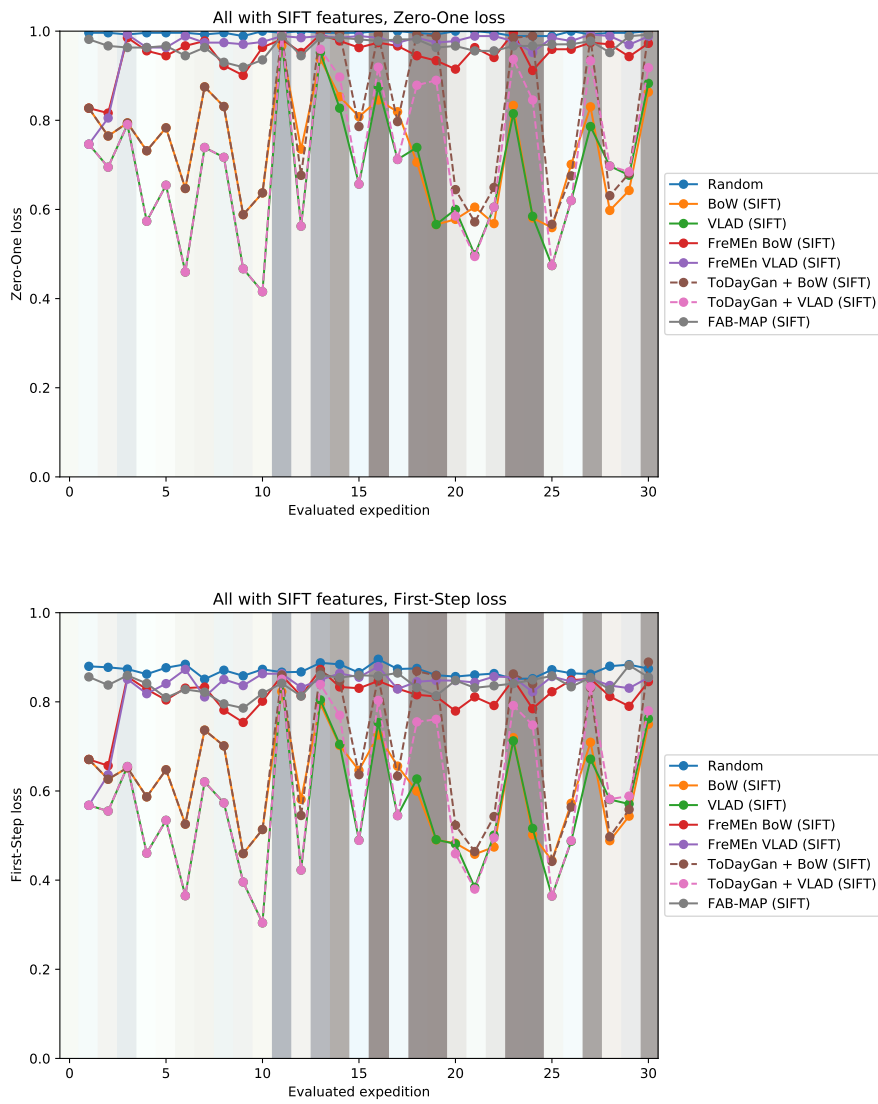 All with SIFT features, Zero-One loss
1.0
0.8
0.6
0.4
0.2
0.0
Zero-One loss
0 5 10 15 20 25 30
Evaluated expedition
Random
BoW (SIFT)
VLAD (SIFT)
FreMEn BoW (SIFT)
FreMEn VLAD (SIFT)
ToDayGan + BoW (SIFT)
ToDayGan + VLAD (SIFT)
FAB-MAP (SIFT)
All with SIFT features, First-Step loss
1.0
0.8
0.6
0.4
0.2
0.0
First-Step loss
0 5 10 15 20 25 30
Evaluated expedition
Random
BoW (SIFT)
VLAD (SIFT)
FreMEn BoW (SIFT)
FreMEn VLAD (SIFT)
ToDayGan + BoW (SIFT)
ToDayGan + VLAD (SIFT)
FAB-MAP (SIFT)